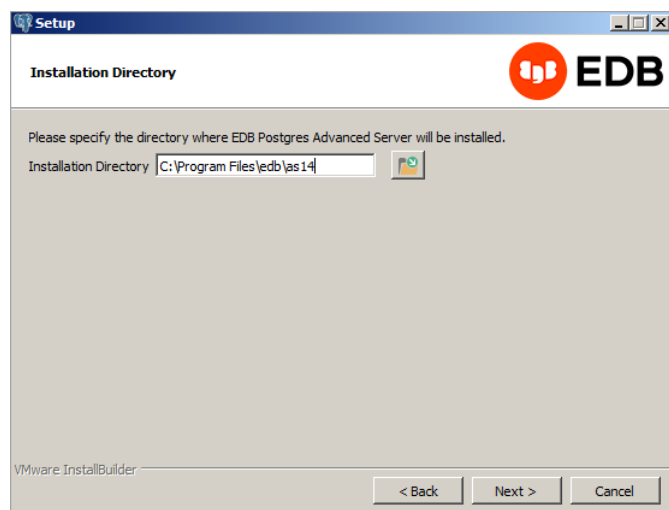 Setup
Installation Directory
EDB
Please specify the directory where EDB Postgres Advanced Server will be installed.
Installation Directory C:\Program Files\edb\as14
VMware InstallBuilder
< Back Next > Cancel